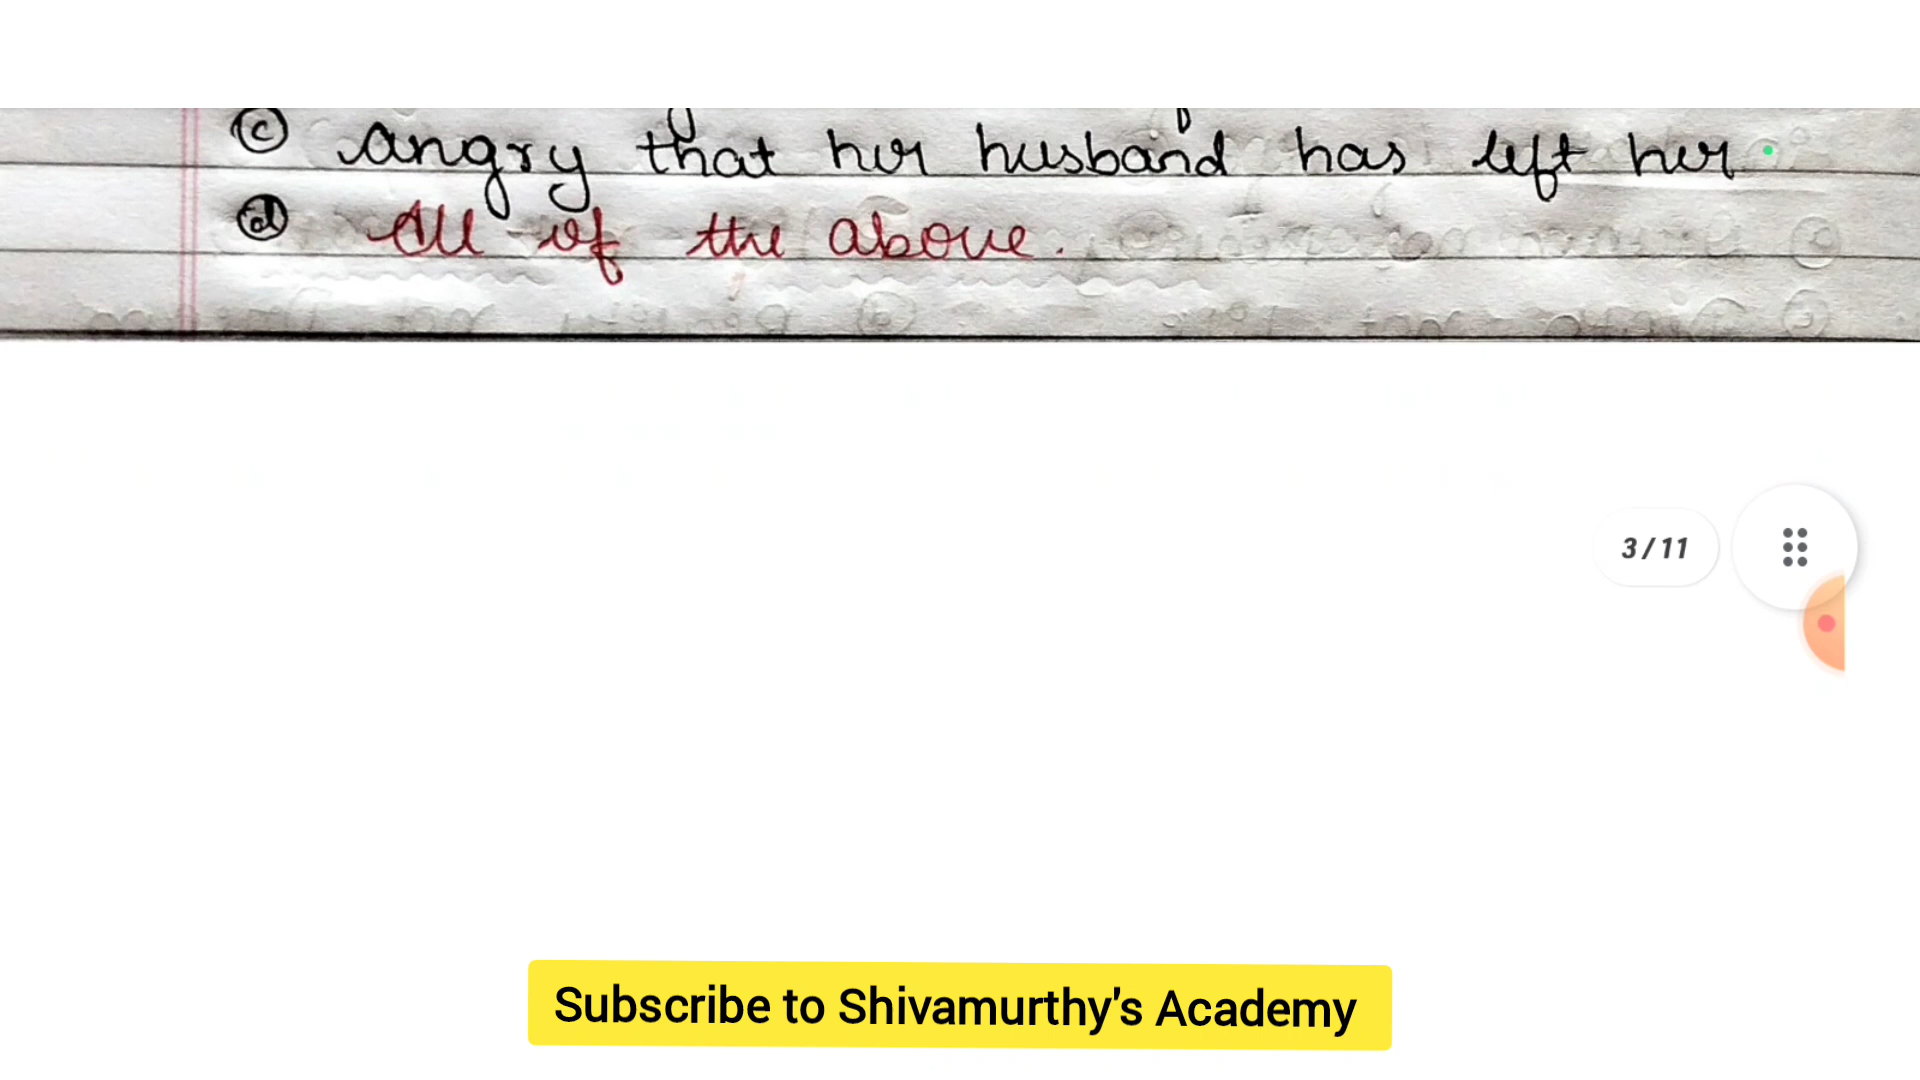 ⓒ angry that her husband has left her.
ⓓ All of the above.
3/11
Subscribe to Shivamurthy's Academy